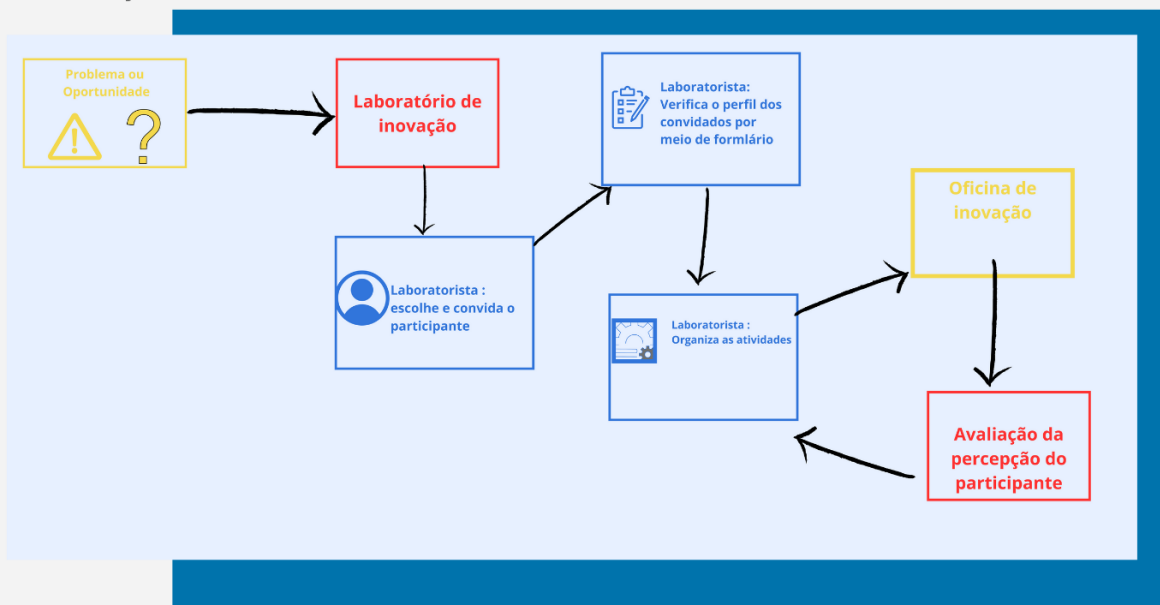 Problema ou
Oportunidade
?
Laboratório de
inovação
Laboratorista :
escolhe e convida o
participante
Laboratorista:
Verifica o perfil dos
convidados por
meio de formlário
Laboratorista :
Organiza as atividades
Oficina de
inovação
Avaliação da
percepção do
participante